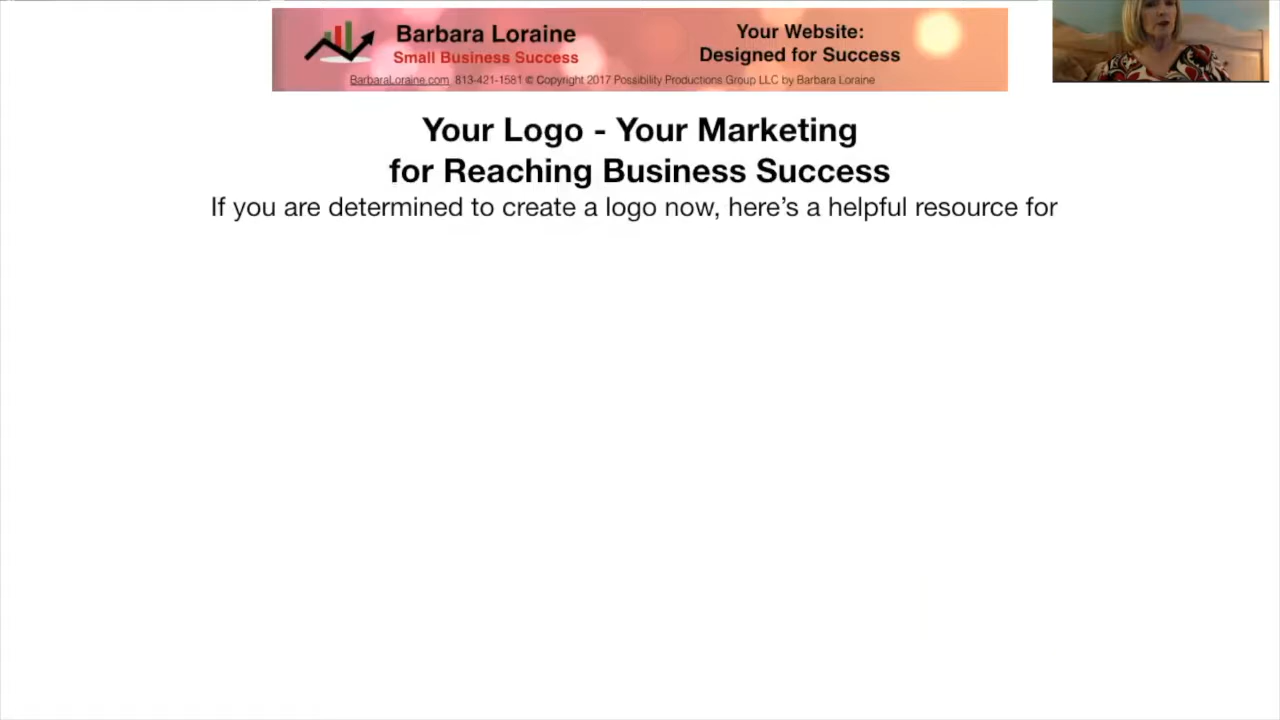 Barbara Loraine
Small Business Success
Your Website:
Designed for Success
BarbaraLoraine.com 813-421-1581 © Copyright 2017 Possibility Productions Group LLC by Barbara Loraine
Your Logo - Your Marketing
for Reaching Business Success
If you are determined to create a logo now, here’s a helpful resource for